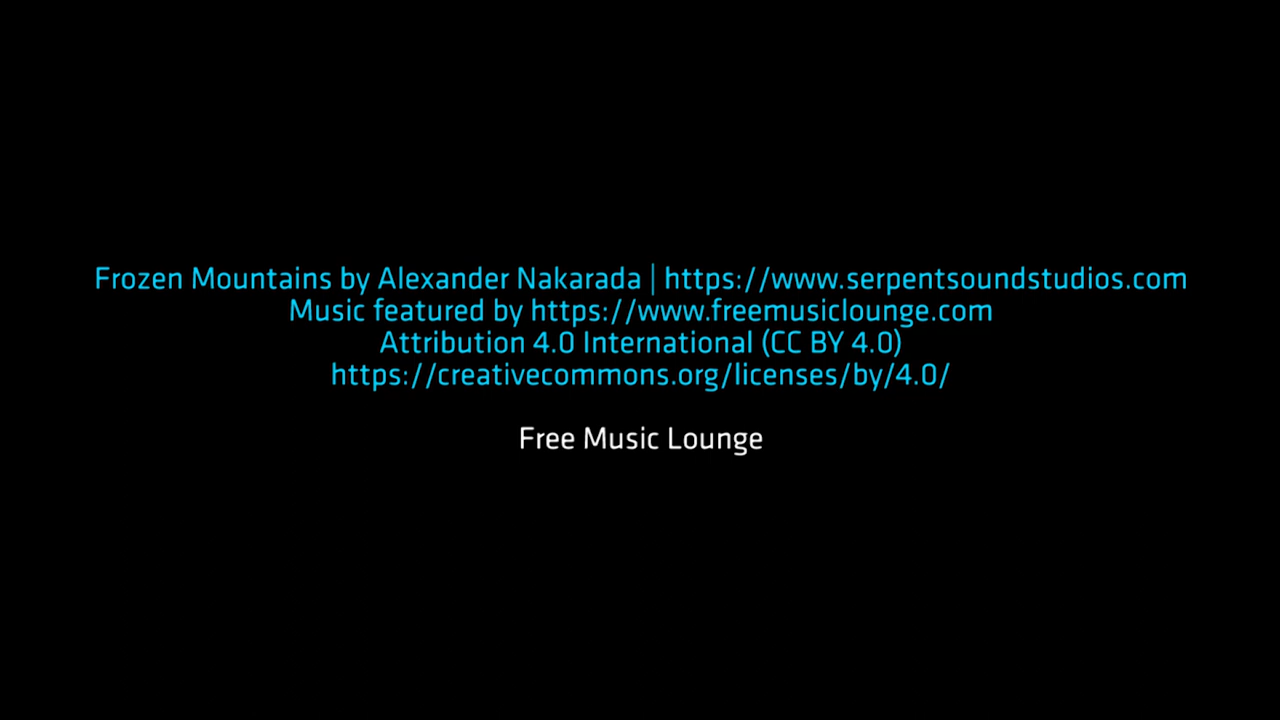 Frozen Mountains by Alexander Nakarada | https://www.serpentsoundstudios.com
Music featured by https://www.freemusiclounge.com
Attribution 4.0 International (CC BY 4.0)
https://creativecommons.org/licenses/by/4.0/
Free Music Lounge